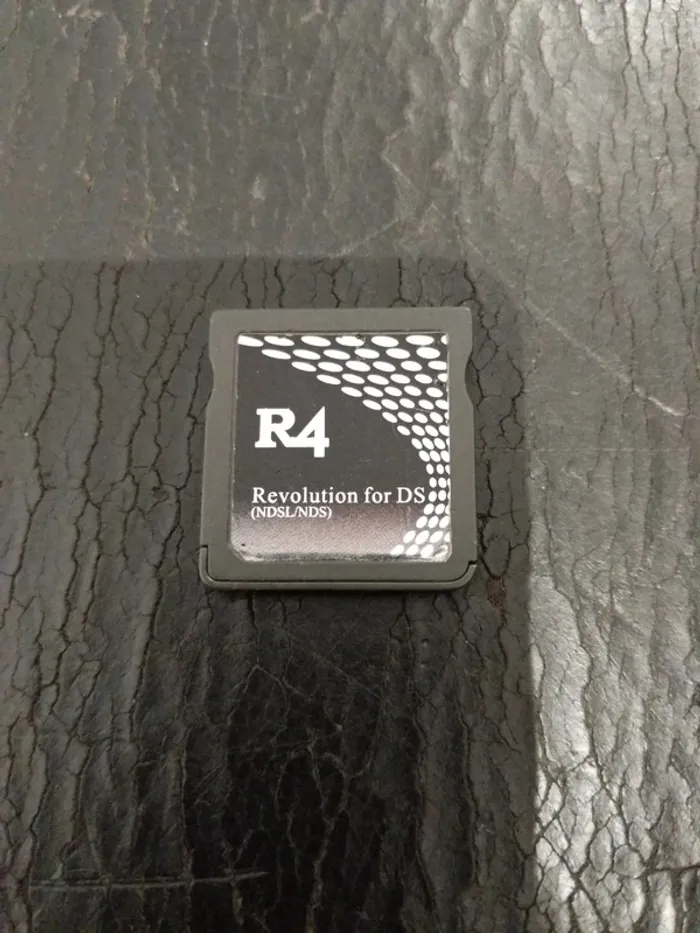 R4
Revolution for DS
(NDSL/NDS)